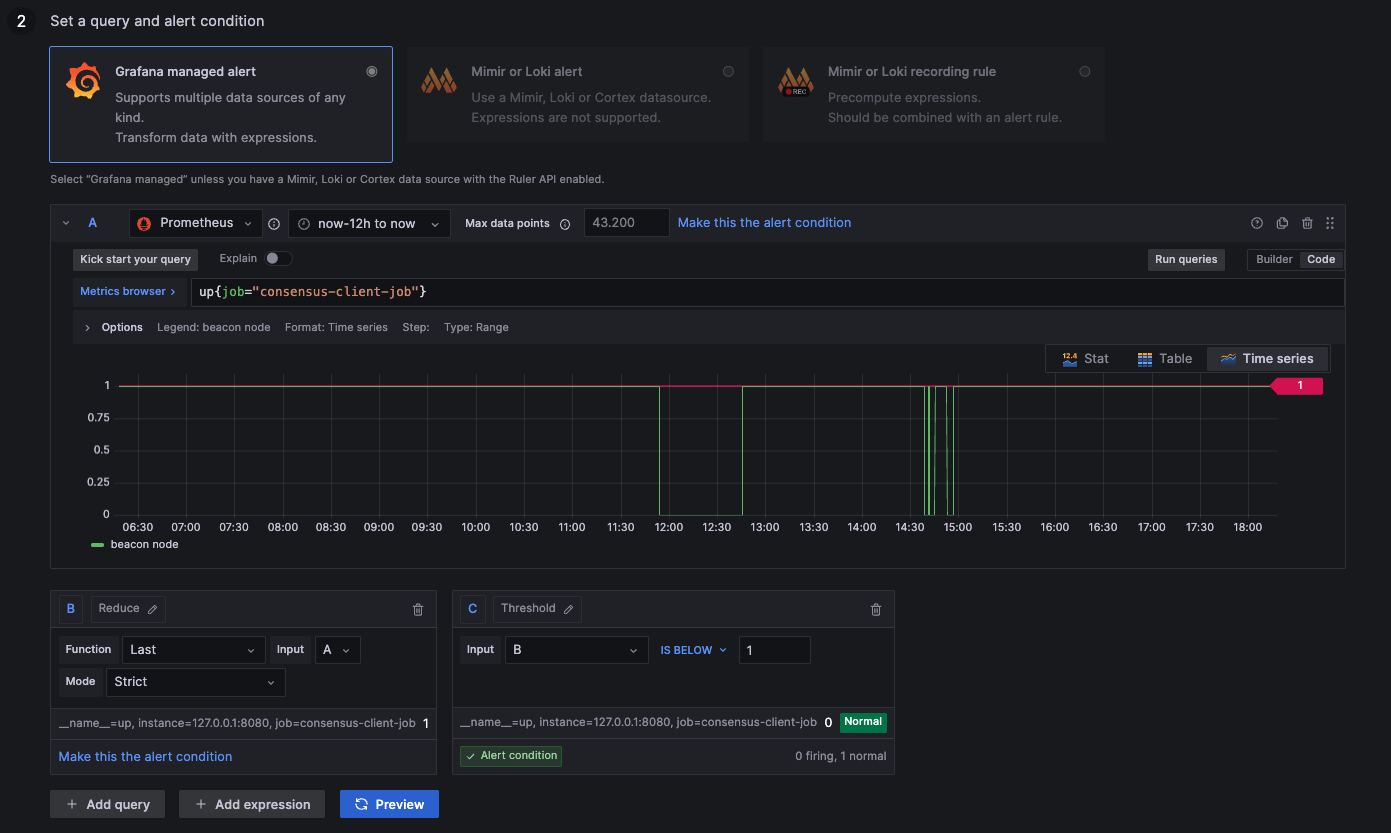 2 Set a query and alert condition
Grafana managed alert
Supports multiple data sources of any
kind.
Transform data with expressions.
Mimir or Loki alert
Use a Mimir, Loki or Cortex datasource.
Expressions are not supported.
REC
Mimir or Loki recording rule
Precompute expressions.
Should be combined with an alert rule.
Select “Grafana managed” unless you have a Mimir, Loki or Cortex data source with the Ruler API enabled.
A Prometheus now-12h to now Max data points 43.200 Make this the alert condition
Kick start your query Explain Run queries Builder Code
Metrics browser > up{job="consensus-client-job"}
> Options Legend: beacon node Format: Time series Step: Type: Range
12.4 Stat Table Time series
1 1
0.75
0.5
0.25
0
06:30 07:00 07:30 08:00 08:30 09:00 09:30 10:00 10:30 11:00 11:30 12:00 12:30 13:00 13:30 14:00 14:30 15:00 15:30 16:00 16:30 17:00 17:30 18:00
beacon node
B Reduce
Function Last Input A
Mode Strict
__name__=up, instance=127.0.0.1:8080, job=consensus-client-job 1
Make this the alert condition
C Threshold
Input B IS BELOW 1
__name__=up, instance=127.0.0.1:8080, job=consensus-client-job 0 Normal
Alert condition 0 firing, 1 normal
+ Add query + Add expression Preview